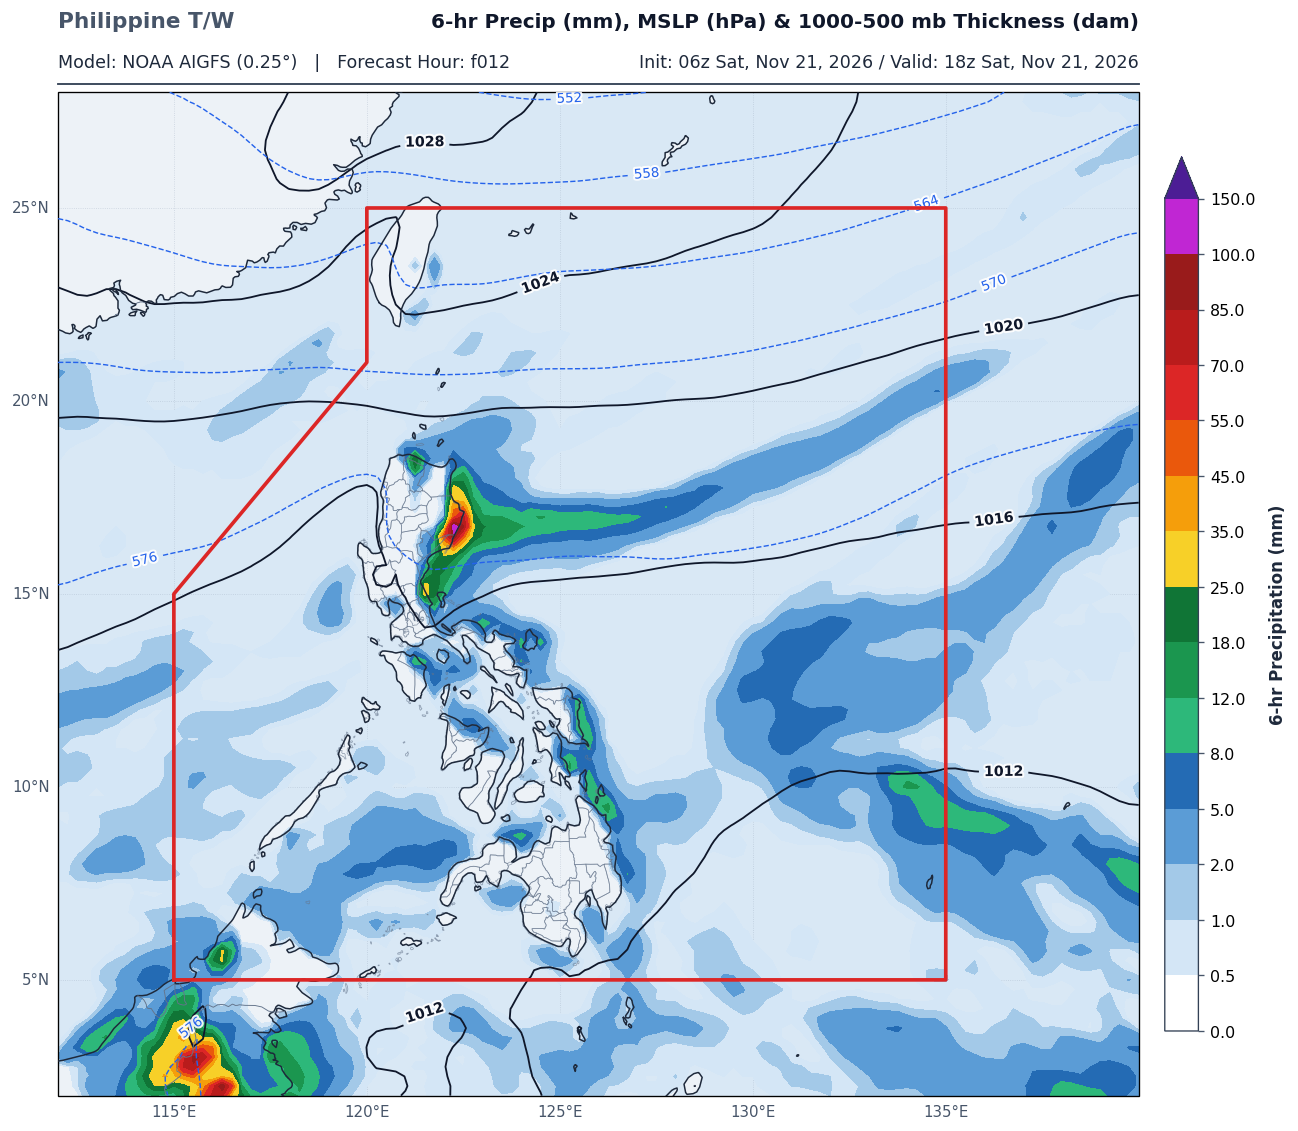 Philippine T/W
6-hr Precip (mm), MSLP (hPa) & 1000-500 mb Thickness (dam)
Model: NOAA AIGFS (0.25°) | Forecast Hour: f012
Init: 06z Sat, Nov 21, 2026 / Valid: 18z Sat, Nov 21, 2026
552
1028
558
564
25°N
1024
570
1020
20°N
1016
576
15°N
1012
10°N
5°N
1012
576
115°E
120°E
125°E
130°E
135°E
150.0
100.0
85.0
70.0
55.0
45.0
35.0
25.0
18.0
12.0
8.0
5.0
2.0
1.0
0.5
0.0
6-hr Precipitation (mm)